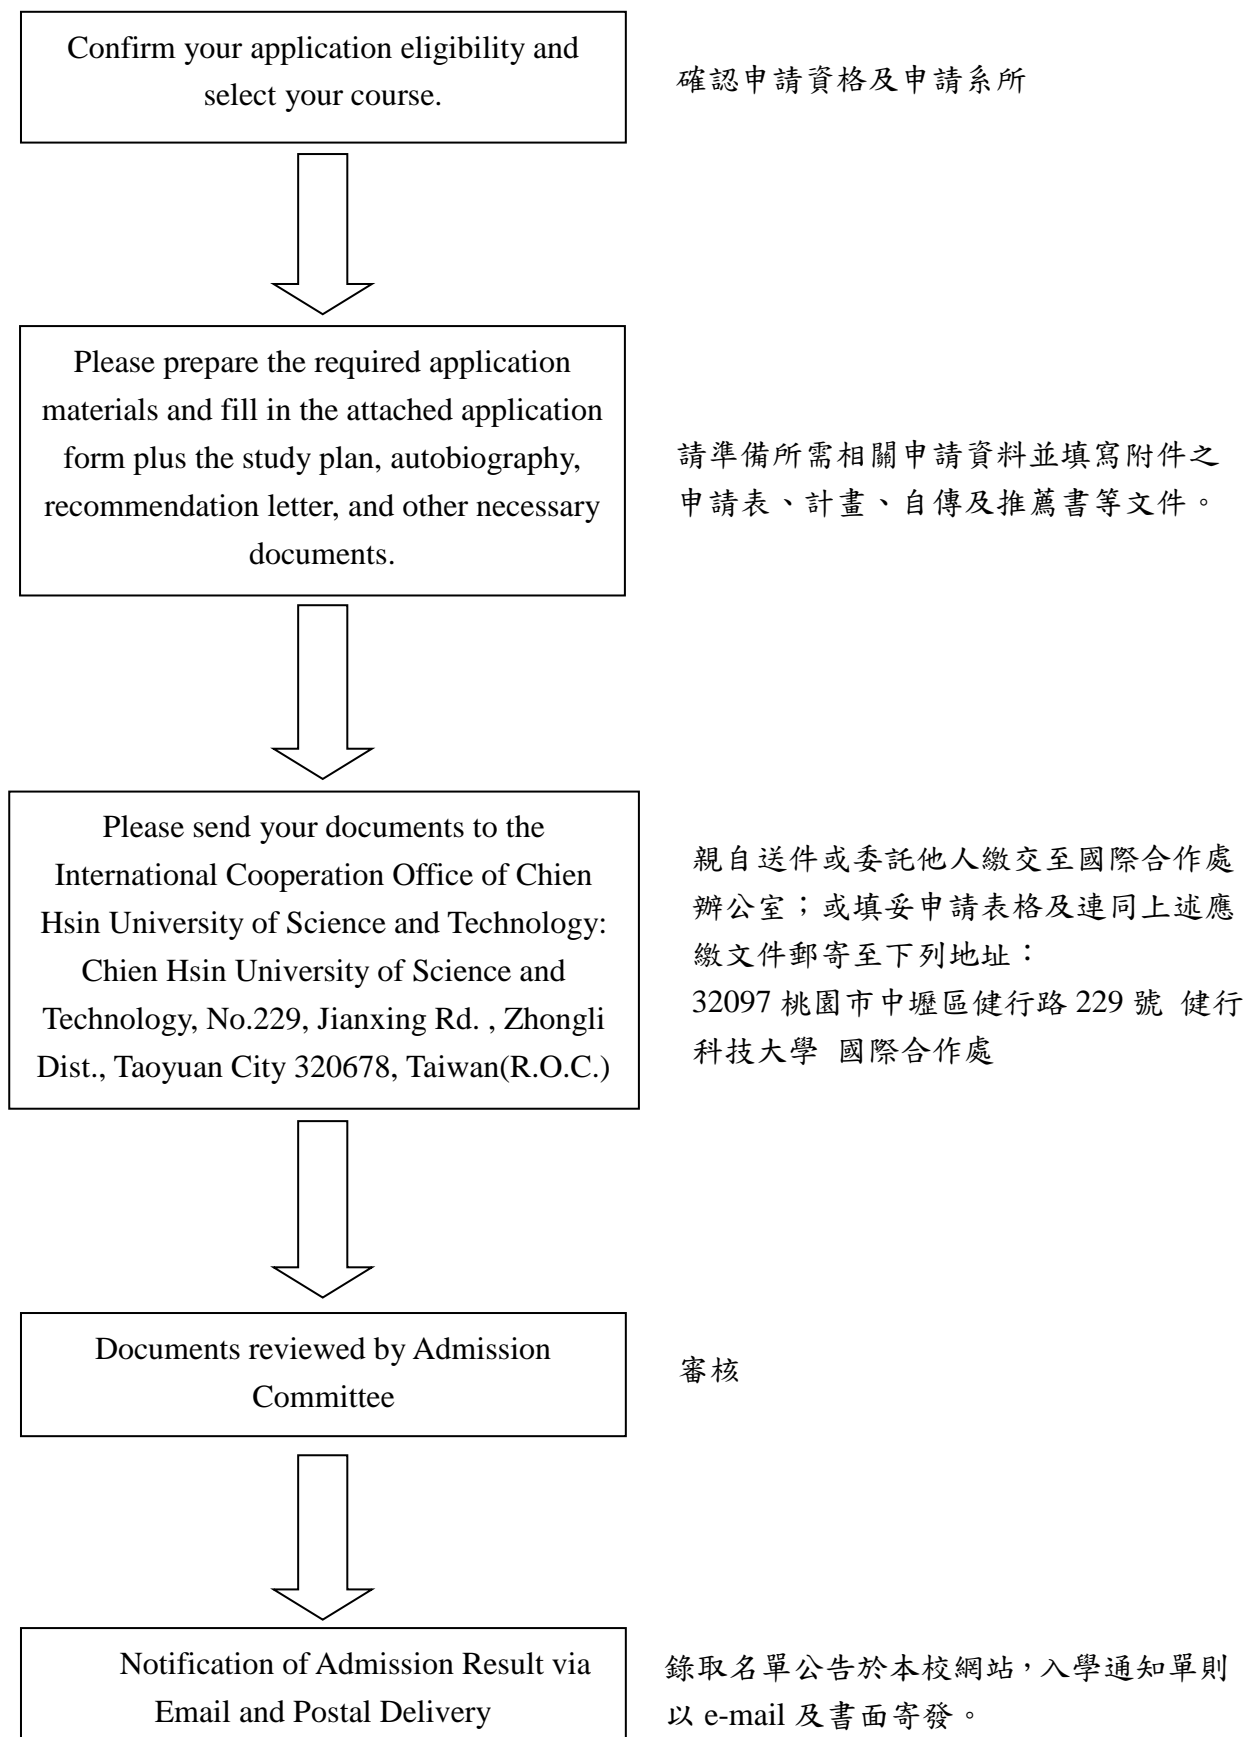 Confirm your application eligibility and
select your course.
確認申請資格及申請系所
Please prepare the required application
materials and fill in the attached application
form plus the study plan, autobiography,
recommendation letter, and other necessary
documents.
請準備所需相關申請資料並填寫附件之
申請表、計畫、自傳及推薦書等文件。
Please send your documents to the
International Cooperation Office of Chien
Hsin University of Science and Technology:
Chien Hsin University of Science and
Technology, No.229, Jianxing Rd. , Zhongli
Dist., Taoyuan City 320678, Taiwan(R.O.C.)
親自送件或委託他人繳交至國際合作處
辦公室；或填妥申請表格及連同上述應
繳文件郵寄至下列地址：
32097 桃園市中壢區健行路 229 號 健行
科技大學 國際合作處
Documents reviewed by Admission
Committee
審核
Notification of Admission Result via
Email and Postal Delivery
錄取名單公告於本校網站，入學通知單則
以 e-mail 及書面寄發。